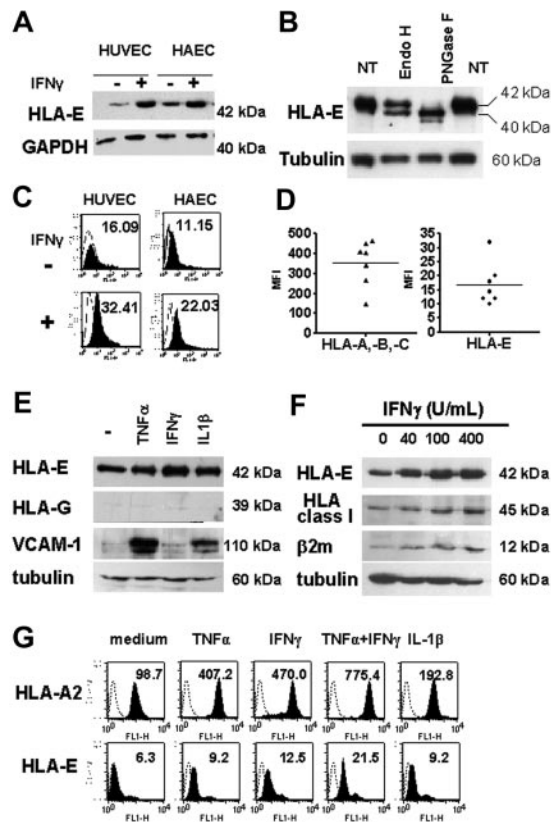 A
HUVEC HAEC
IFNγ - + - +
HLA-E 42 kDa
GAPDH 40 kDa
B
NT Endo H PNGase F NT
HLA-E 42 kDa
40 kDa
Tubulin 60 kDa
C
HUVEC HAEC
IFNγ
- 16.09 11.15
FL1-H FL1-H
+ 32.41 22.03
FL1-H FL1-H
D
500
400
300
200
100
0
MFI
HLA-A,-B,-C
35
30
25
20
15
10
5
0
MFI
HLA-E
E
- TNFα IFNγ IL1β
HLA-E 42 kDa
HLA-G 39 kDa
VCAM-1 110 kDa
tubulin 60 kDa
F
IFNγ (U/mL)
0 40 100 400
HLA-E 42 kDa
HLA class I 45 kDa
β2m 12 kDa
tubulin 60 kDa
G
medium TNFα IFNγ TNFα+IFNγ IL-1β
HLA-A2 98.7 407.2 470.0 775.4 192.8
FL1-H FL1-H FL1-H FL1-H FL1-H
HLA-E 6.3 9.2 12.5 21.5 9.2
FL1-H FL1-H FL1-H FL1-H FL1-H